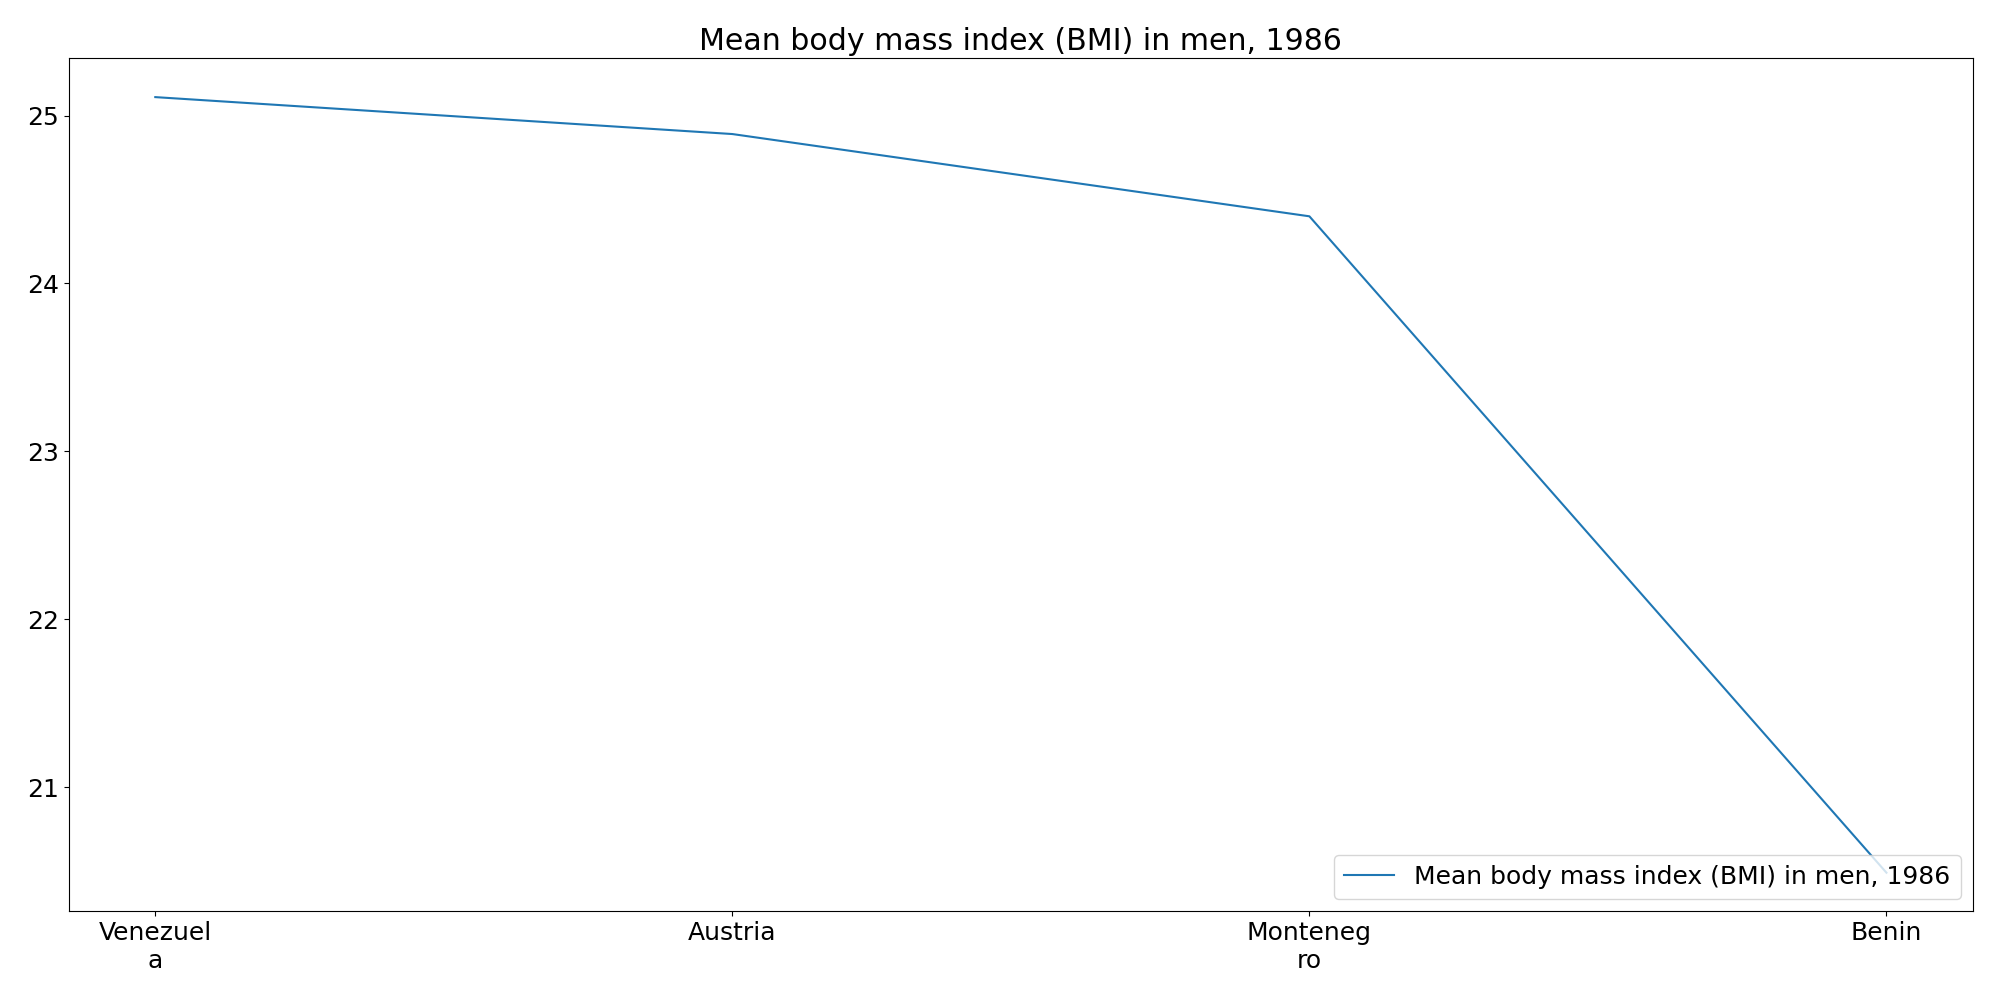 Mean body mass index (BMI) in men, 1986
25
24
23
22
21
Mean body mass index (BMI) in men, 1986
Venezuel
a
Austria
Monteneg
ro
Benin